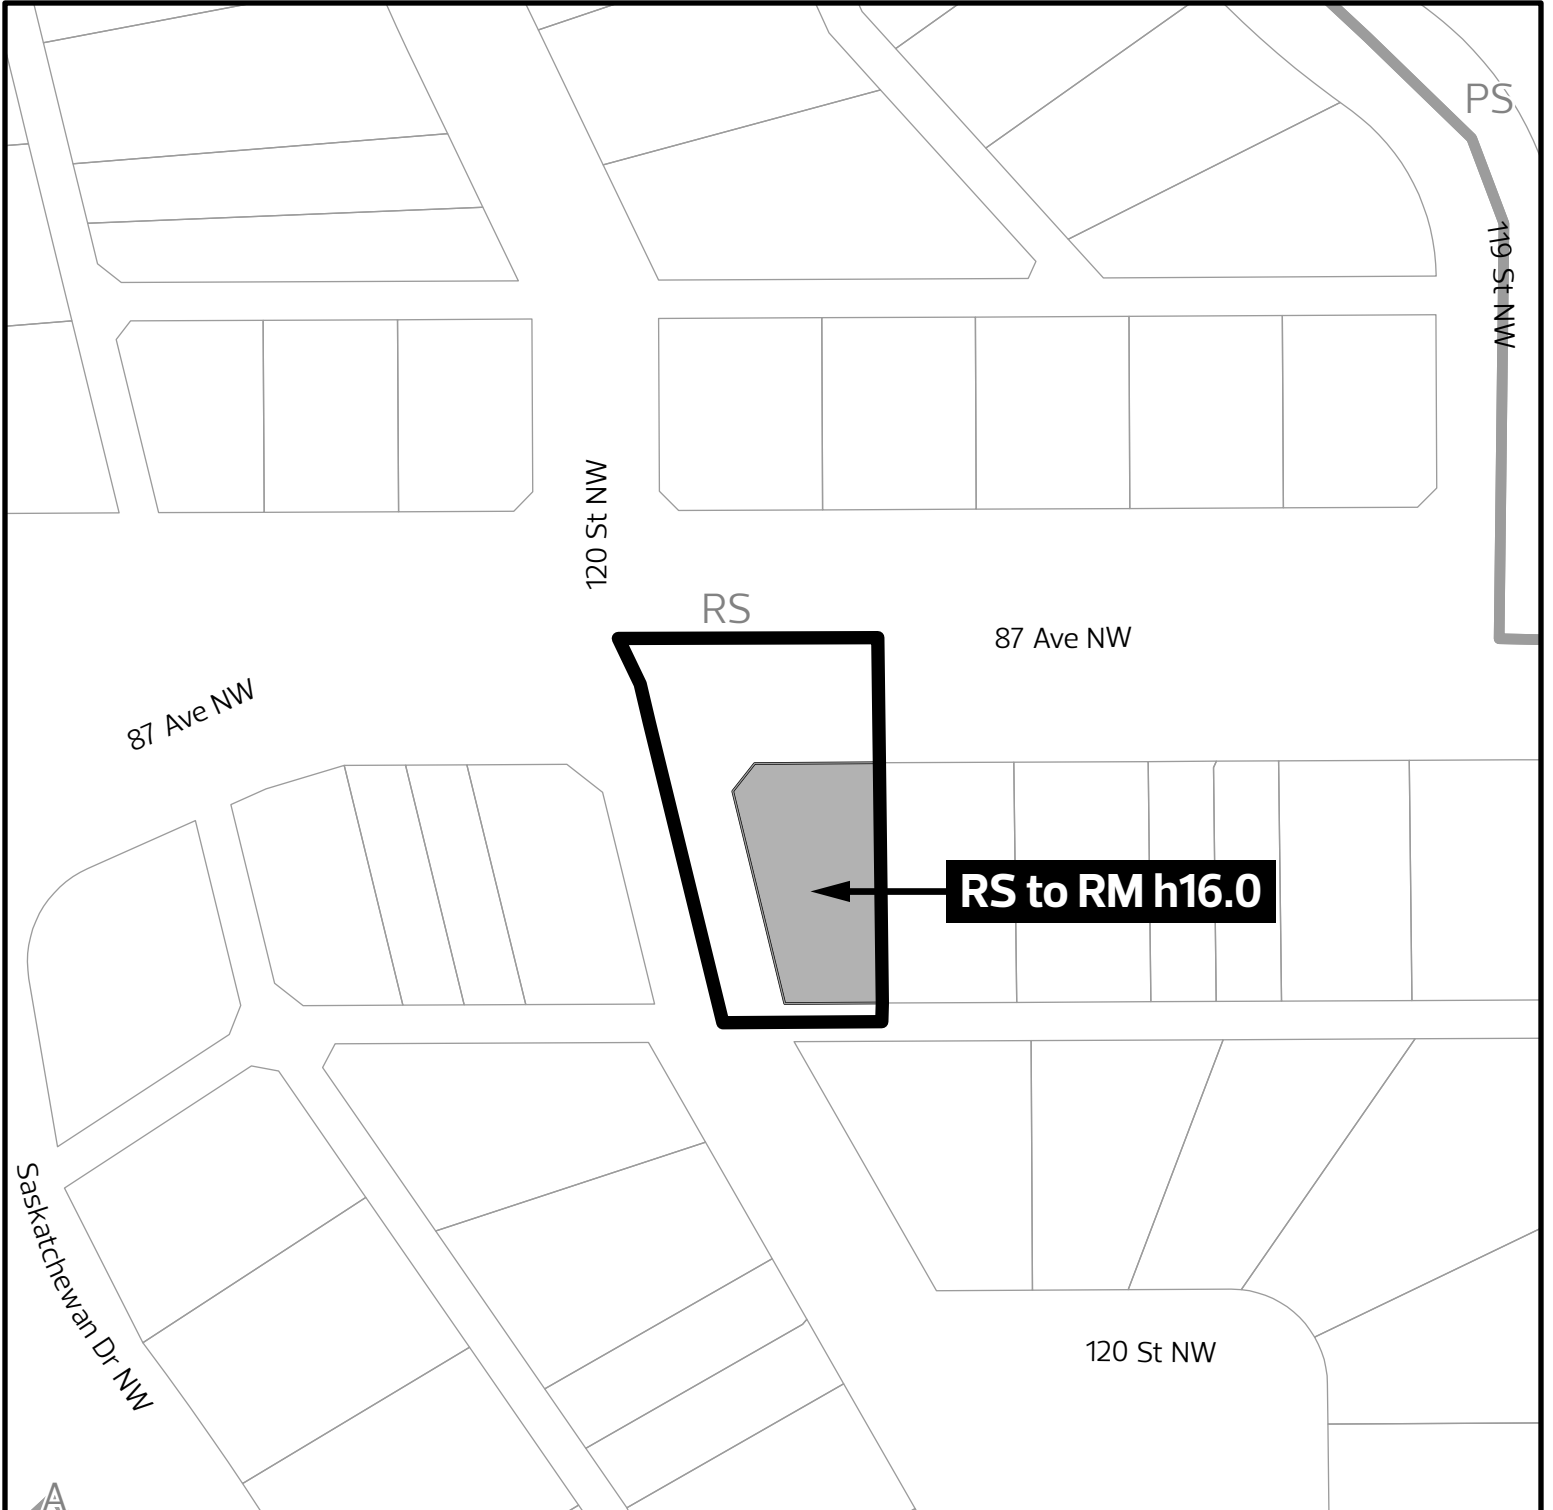 PS
119 St NW
120 St NW
RS
87 Ave NW
87 Ave NW
RS to RM h16.0
Saskatchewan Dr NW
120 St NW
A